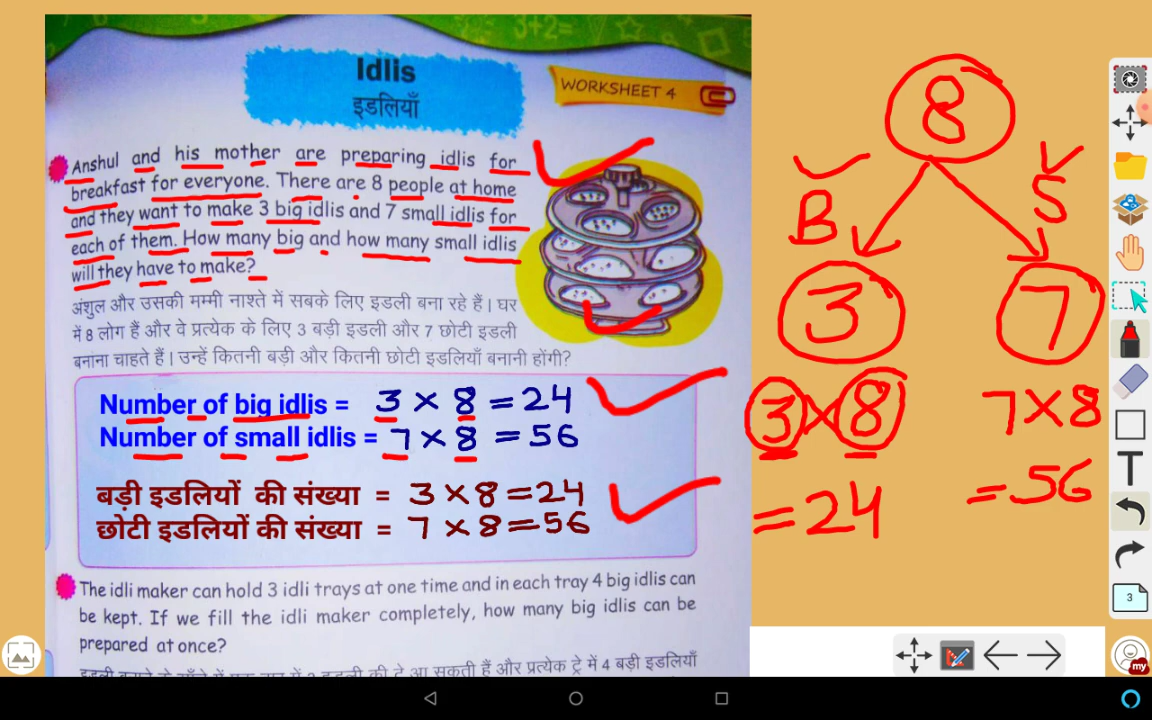 3+2=
Idlis
इडलियाँ
WORKSHEET 4
Anshul and his mother are preparing idlis for
breakfast for everyone. There are 8 people at home
and they want to make 3 big idlis and 7 small idlis for
each of them. How many big and how many small idlis
will they have to make?
अंशुल और उसकी मम्मी नाश्ते में सबके लिए इडली बना रहे हैं। घर
में 8 लोग हैं और वे प्रत्येक के लिए 3 बड़ी इडली और 7 छोटी इडली
बनाना चाहते हैं। उन्हें कितनी बड़ी और कितनी छोटी इडलियाँ बनानी होंगी?
Number of big idlis = 3 × 8 = 24
Number of small idlis = 7 × 8 = 56
बड़ी इडलियों की संख्या = 3 × 8 = 24
छोटी इडलियों की संख्या = 7 × 8 = 56
The idli maker can hold 3 idli trays at one time and in each tray 4 big idlis can
be kept. If we fill the idli maker completely, how many big idlis can be
prepared at once?
में 4 बड़ी इडलियाँ
8
B S
3 7
3 × 8 7 × 8
= 24 = 56
T
3
my